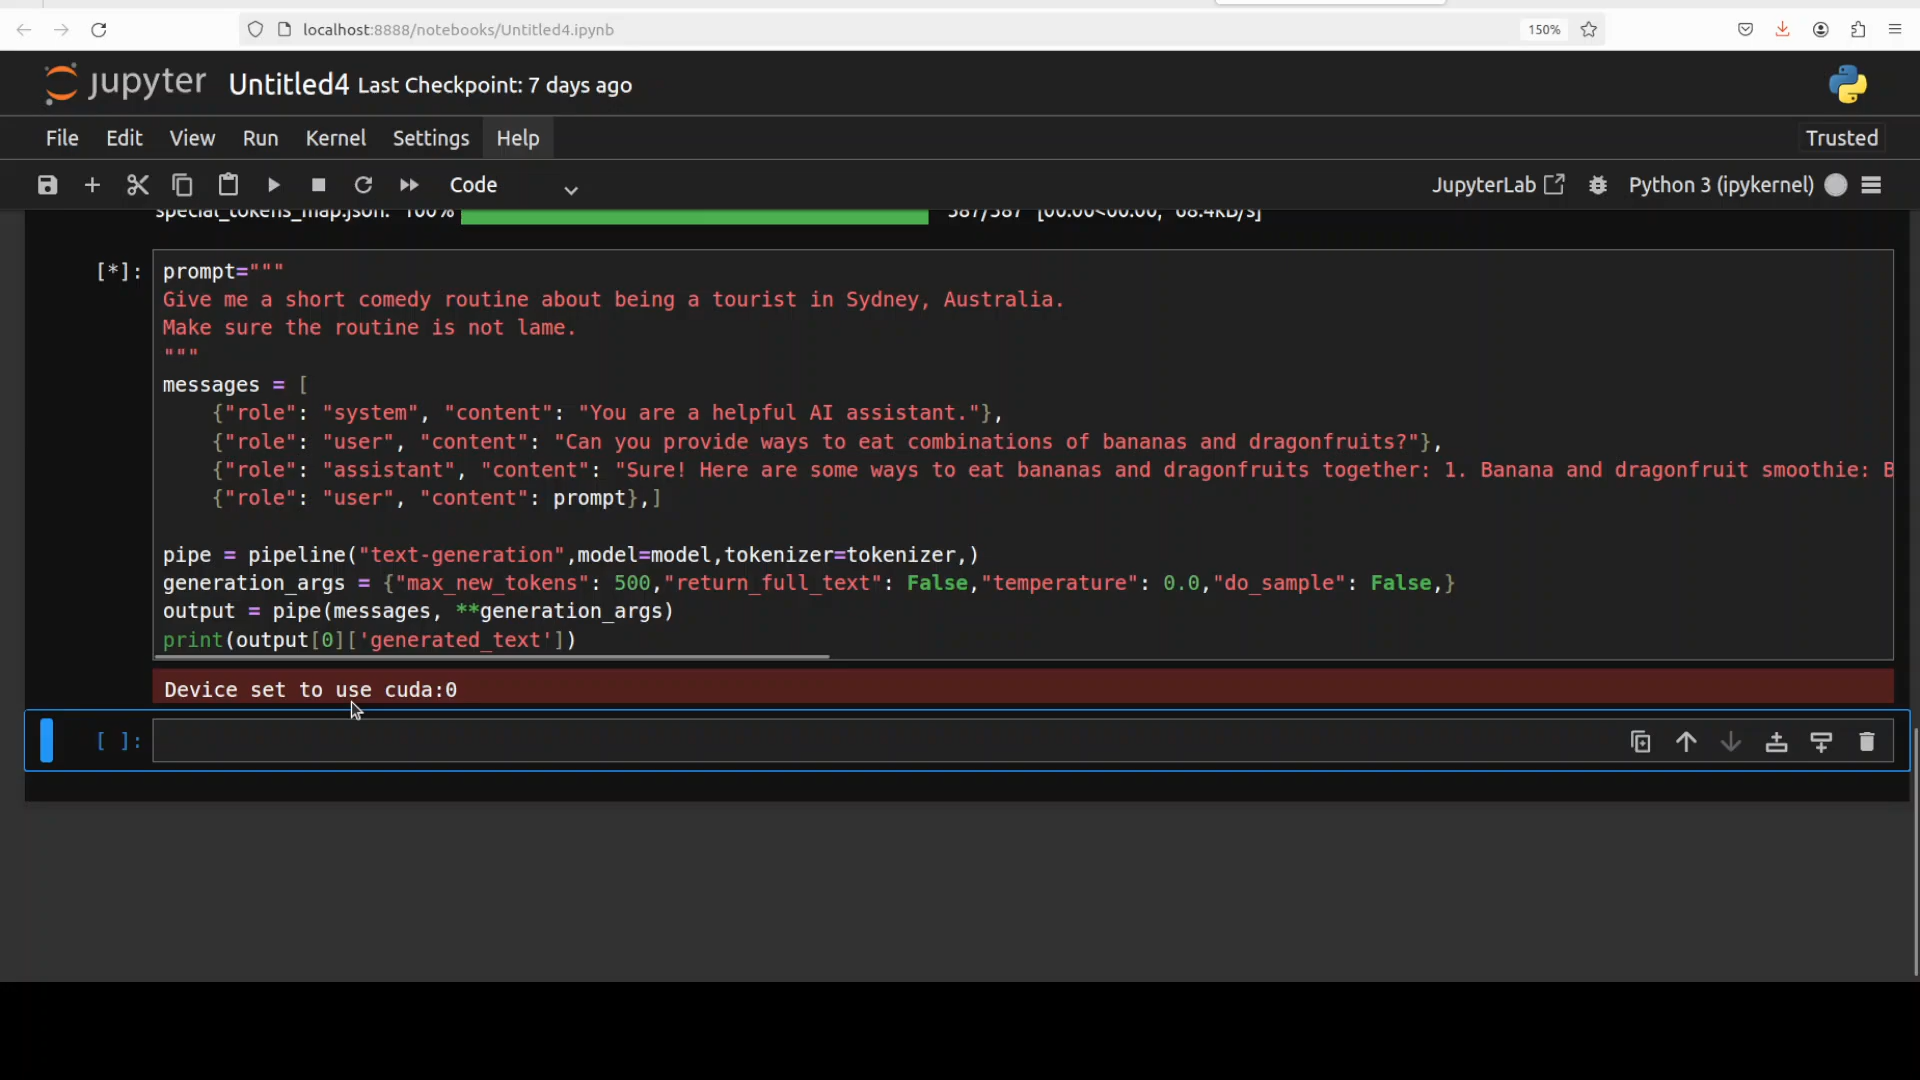 localhost:8888/notebooks/Untitled4.ipynb
150%
jupyter Untitled4 Last Checkpoint: 7 days ago
File Edit View Run Kernel Settings Help
Trusted
Code
JupyterLab
Python 3 (ipykernel)
special_tokens_map.json: 100% 587/587 [00:00<00:00, 68.4kB/s]
[*]:
prompt="""
Give me a short comedy routine about being a tourist in Sydney, Australia.
Make sure the routine is not lame.
"""
messages = [
    {"role": "system", "content": "You are a helpful AI assistant."},
    {"role": "user", "content": "Can you provide ways to eat combinations of bananas and dragonfruits?"},
    {"role": "assistant", "content": "Sure! Here are some ways to eat bananas and dragonfruits together: 1. Banana and dragonfruit smoothie: B
    {"role": "user", "content": prompt},]
pipe = pipeline("text-generation",model=model,tokenizer=tokenizer,)
generation_args = {"max_new_tokens": 500,"return_full_text": False,"temperature": 0.0,"do_sample": False,}
output = pipe(messages, **generation_args)
print(output[0]['generated_text'])
Device set to use cuda:0
[ ]: